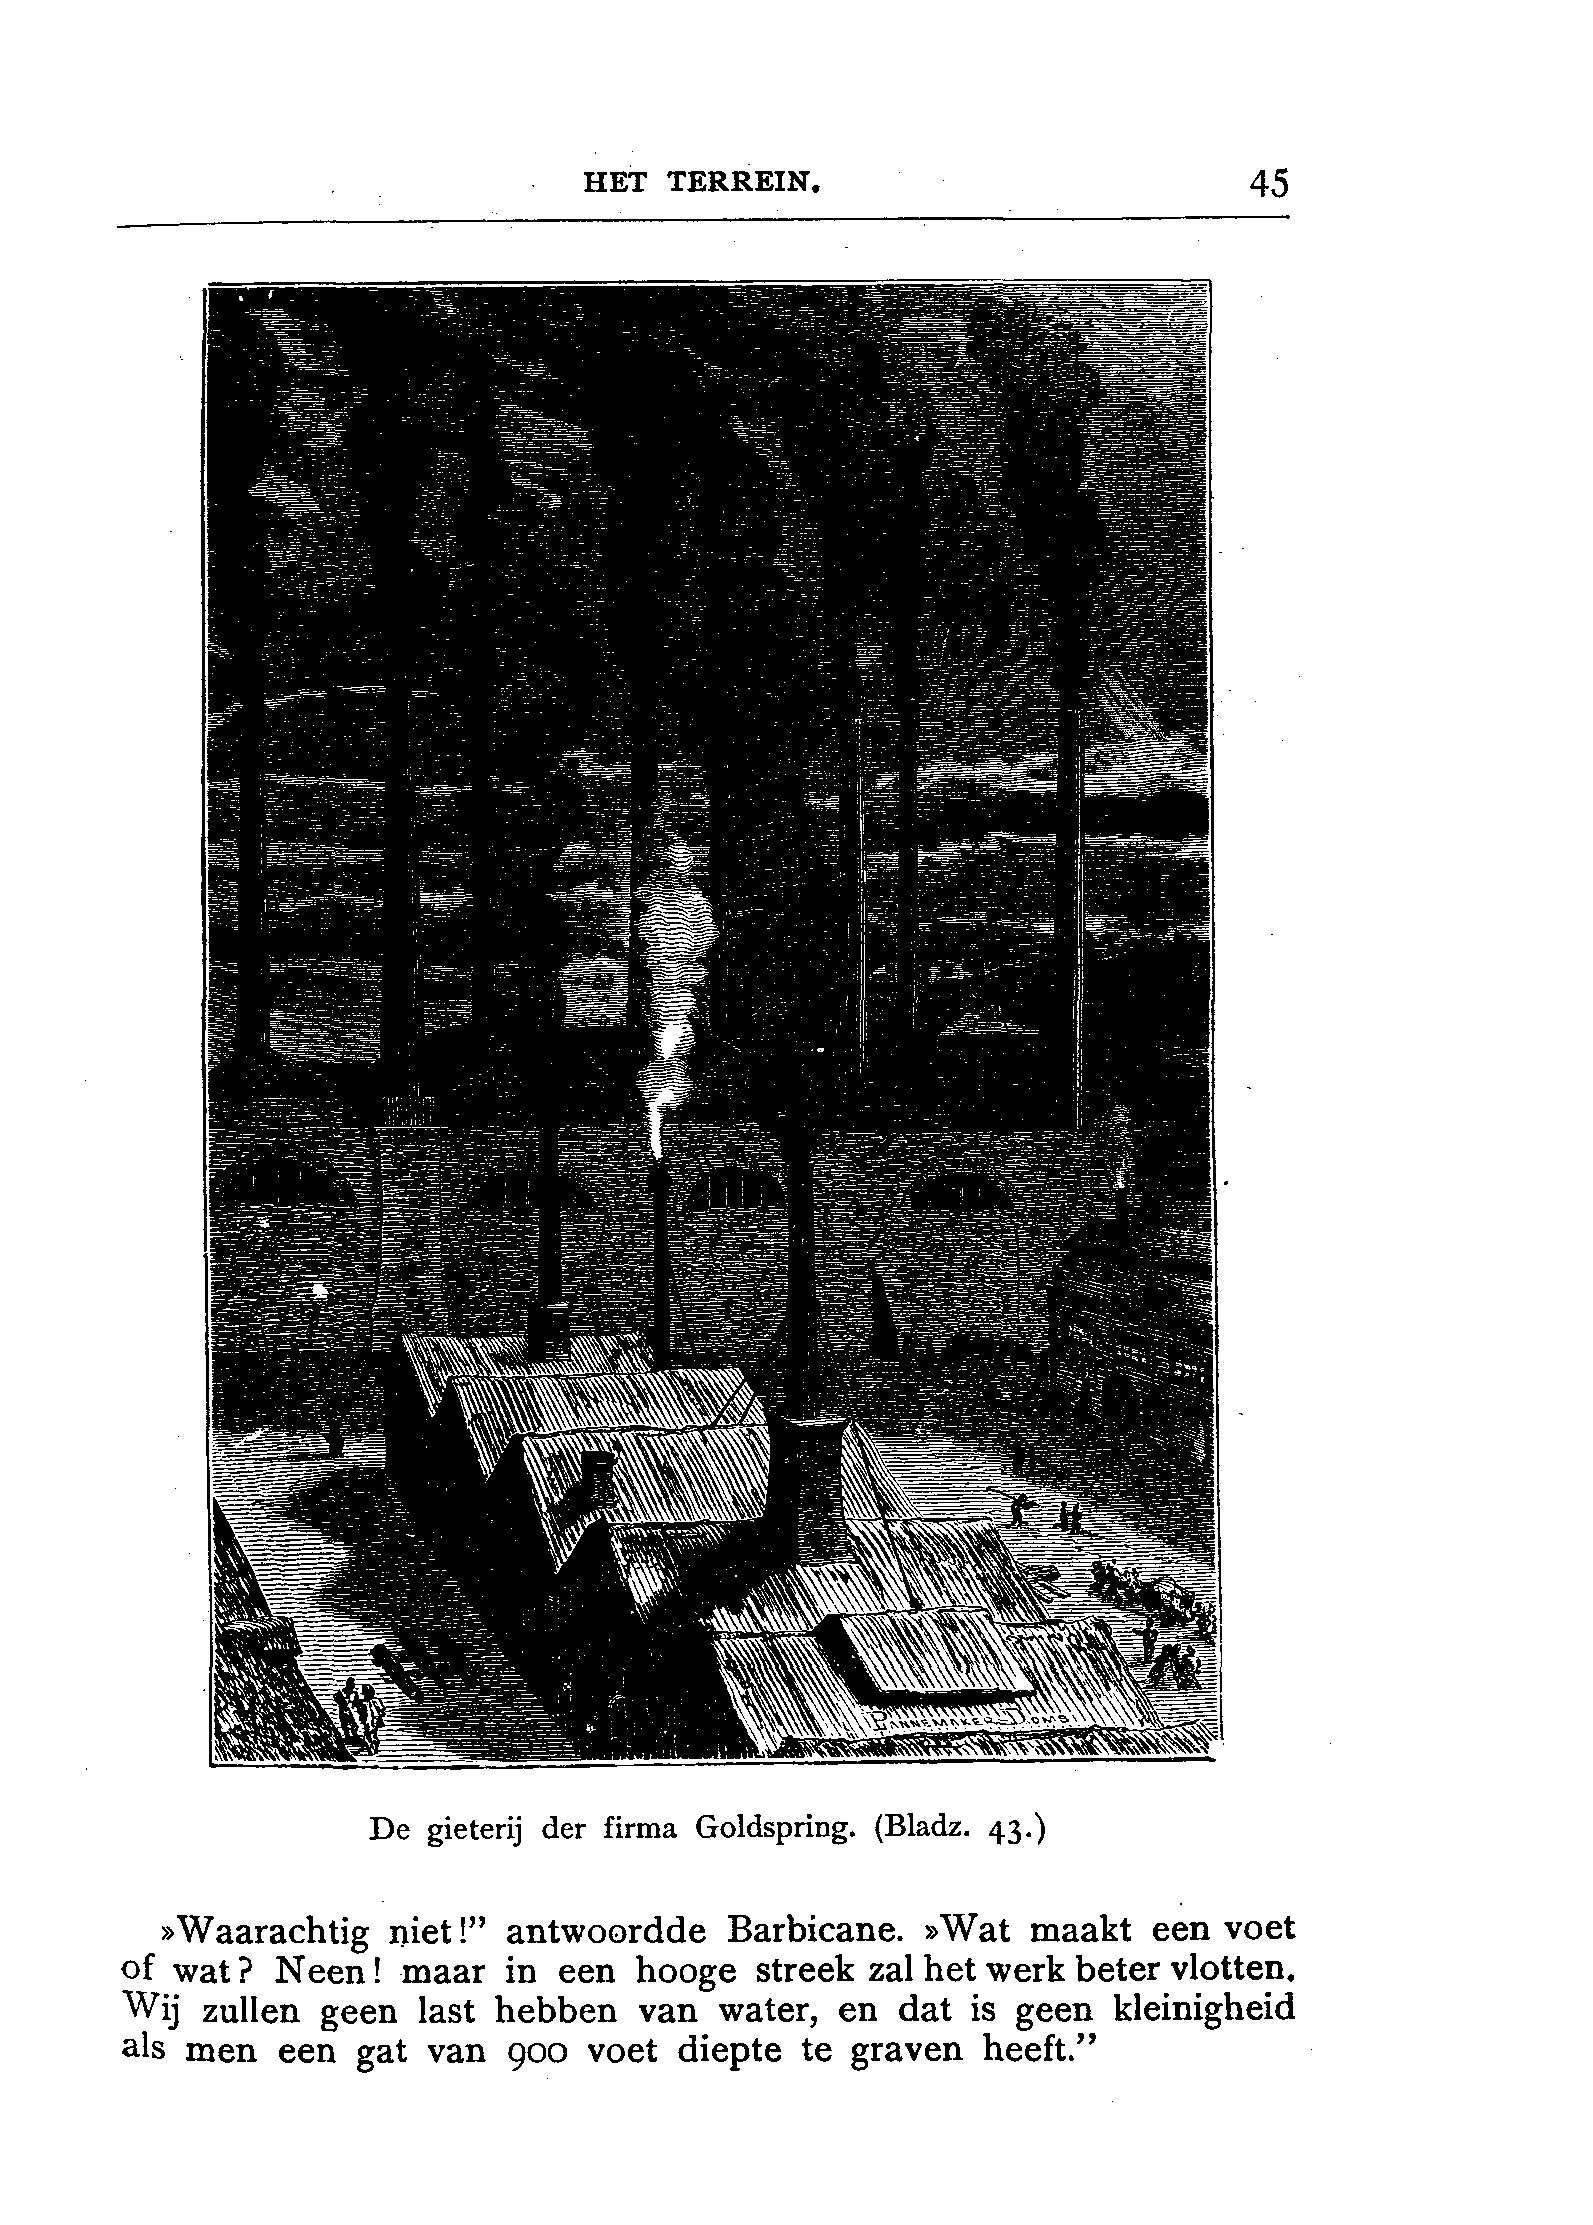 HET TERREIN. 45
PANNEMAKER-DOMS
De gieterij der firma Goldspring. (Bladz. 43.)
»Waarachtig niet!” antwoordde Barbicane. »Wat maakt een voet
of wat? Neen! maar in een hooge streek zal het werk beter vlotten.
Wij zullen geen last hebben van water, en dat is geen kleinigheid
als men een gat van 900 voet diepte te graven heeft.”